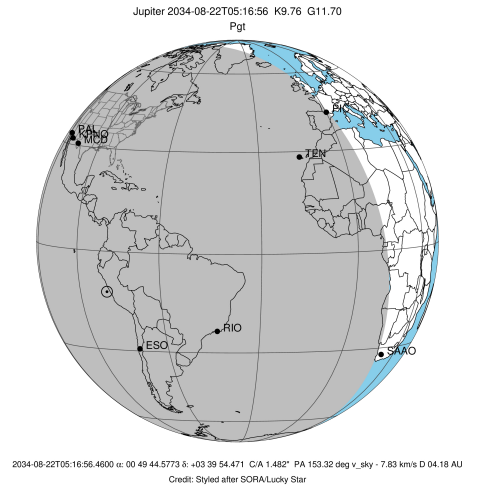 Jupiter 2034-08-22T05:16:56 K9.76 G11.70
Pgt
MCD
TEN
RIO
ESO
SAAO
2034-08-22T05:16:56.4600 α: 00 49 44.5773 δ: +03 39 54.471 C/A 1.482" PA 153.32 deg v_sky - 7.83 km/s D 04.18 AU
Credit: Styled after SORA/Lucky Star